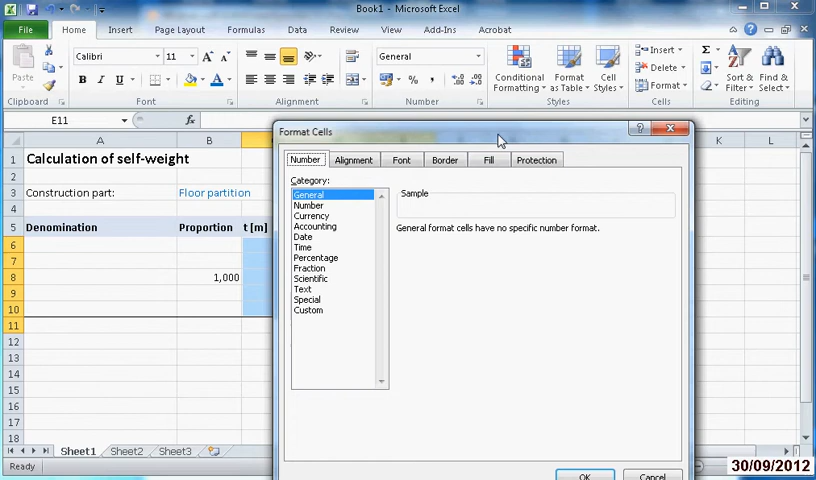 Book1 - Microsoft Excel
File Home Insert Page Layout Formulas Data Review View Add-Ins Acrobat
Calibri 11 General Insert
Paste B I U Conditional Formatting Format as Table Cell Styles Delete Format Sort & Filter Find & Select
Clipboard Font Alignment Number Styles Cells Editing
E11 fx
Format Cells
A B K L
1 Calculation of self-weight
Number Alignment Font Border Fill Protection
2
Category:
3 Construction part: Floor partition
General
Number
Currency
Accounting
Date
Time
Percentage
Fraction
Scientific
Text
Special
Custom
Sample
General format cells have no specific number format.
4
5 Denomination Proportion t [m]
6
7
8 1,000
9
10
11
12
13
14
15
16
17
18
Sheet1 Sheet2 Sheet3
OK Cancel
Ready
30/09/2012